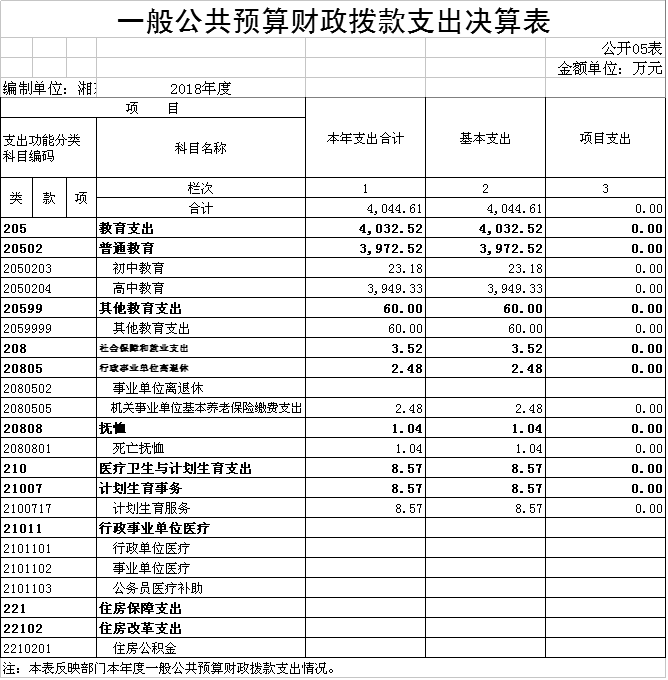 一般公共预算财政拨款支出决算表
公开05表
金额单位：万元
编制单位：湘 2018年度
项 目 本年支出合计 基本支出 项目支出
支出功能分类科目编码 科目名称
类 款 项 栏次 1 2 3
合计 4,044.61 4,044.61 0.00
205 教育支出 4,032.52 4,032.52 0.00
20502 普通教育 3,972.52 3,972.52 0.00
2050203 初中教育 23.18 23.18 0.00
2050204 高中教育 3,949.33 3,949.33 0.00
20599 其他教育支出 60.00 60.00 0.00
2059999 其他教育支出 60.00 60.00 0.00
208 社会保障和就业支出 3.52 3.52 0.00
20805 行政事业单位离退休 2.48 2.48 0.00
2080502 事业单位离退休
2080505 机关事业单位基本养老保险缴费支出 2.48 2.48 0.00
20808 抚恤 1.04 1.04 0.00
2080801 死亡抚恤 1.04 1.04 0.00
210 医疗卫生与计划生育支出 8.57 8.57 0.00
21007 计划生育事务 8.57 8.57 0.00
2100717 计划生育服务 8.57 8.57 0.00
21011 行政事业单位医疗
2101101 行政单位医疗
2101102 事业单位医疗
2101103 公务员医疗补助
221 住房保障支出
22102 住房改革支出
2210201 住房公积金
注：本表反映部门本年度一般公共预算财政拨款支出情况。